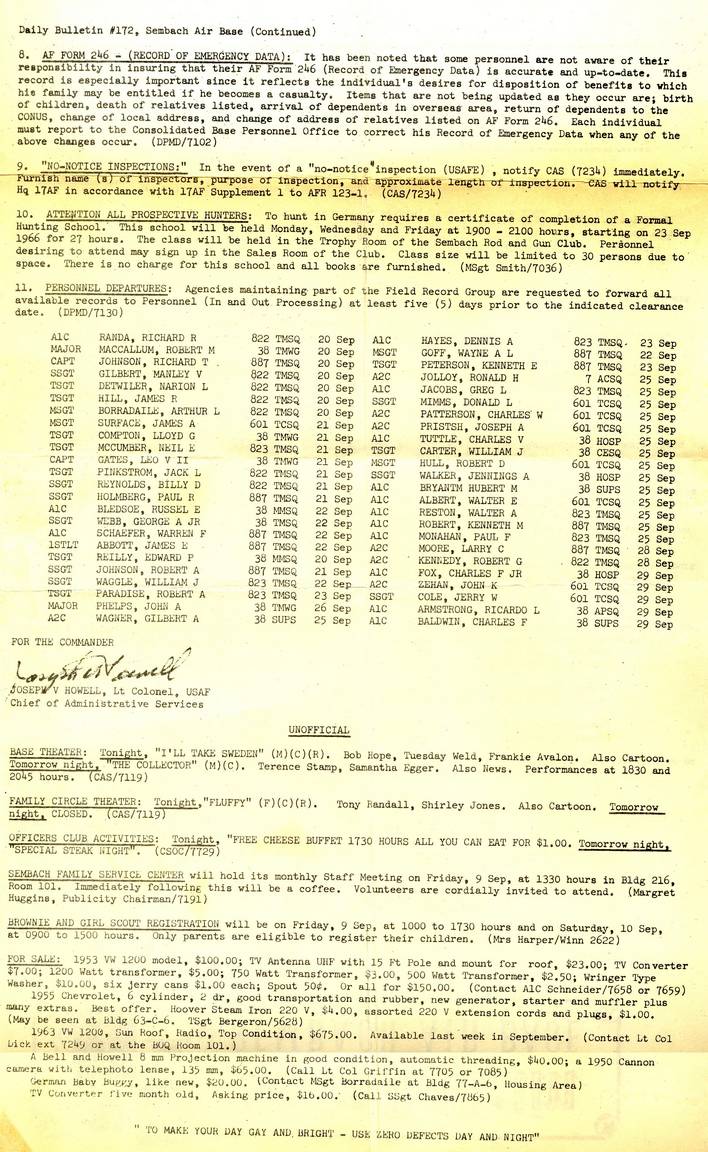 Daily Bulletin #172, Sembach Air Base (Continued)
8. AF FORM 246 - (RECORD OF EMERGENCY DATA): It has been noted that some personnel are not aware of their
responsibility in insuring that their AF Form 246 (Record of Emergency Data) is accurate and up-to-date. This
record is especially important since it reflects the individual's desires for disposition of benefits to which
his family may be entitled if he becomes a casualty. Items that are not being updated as they occur are; birth
of children, death of relatives listed, arrival of dependents in overseas area, return of dependents to the
CONUS, change of local address, and change of address of relatives listed on AF Form 246. Each individual
must report to the Consolidated Base Personnel Office to correct his Record of Emergency Data when any of the
above changes occur. (DPMD/7102)
9. "NO-NOTICE INSPECTIONS:" In the event of a "no-notice"inspection (USAFE) , notify CAS (7234) immediately.
Furnish name (s) of inspectors, purpose of inspection, and approximate length of inspection. CAS will notify
Hq 17AF in accordance with 17AF Supplement 1 to AFR 123-1. (CAS/7234)
10. ATTENTION ALL PROSPECTIVE HUNTERS: To hunt in Germany requires a certificate of completion of a Formal
Hunting School. This school will be held Monday, Wednesday and Friday at 1900 - 2100 hours, starting on 23 Sep
1966 for 27 hours. The class will be held in the Trophy Room of the Sembach Rod and Gun Club. Personnel
desiring to attend may sign up in the Sales Room of the Club. Class size will be limited to 30 persons due to
space. There is no charge for this school and all books are furnished. (MSgt Smith/7036)
11. PERSONNEL DEPARTURES: Agencies maintaining part of the Field Record Group are requested to forward all
available records to Personnel (In and Out Processing) at least five (5) days prior to the indicated clearance
date. (DPMD/7130)
A1C RANDA, RICHARD R 822 TMSQ 20 Sep A1C HAYES, DENNIS A 823 TMSQ 23 Sep
MAJOR MACCALLUM, ROBERT M 38 TMWG 20 Sep MSGT GOFF, WAYNE A L 887 TMSQ 22 Sep
CAPT JOHNSON, RICHARD T 887 TMSQ 20 Sep TSGT PETERSON, KENNETH E 887 TMSQ 23 Sep
SSGT GILBERT, MANLEY V 822 TMSQ 20 Sep A2C JOLLOY, RONALD H 7 ACSQ 25 Sep
TSGT DETWILER, NARION L 822 TMSQ 20 Sep A1C JACOBS, GREG L 823 TMSQ 25 Sep
TSGT HILL, JAMES R 822 TMSQ 20 Sep SSGT MIMMS, DONALD L 601 TCSQ 25 Sep
MSGT BORRADAILE, ARTHUR L 822 TMSQ 20 Sep A2C PATTERSON, CHARLES W 601 TCSQ 25 Sep
MSGT SURFACE, JAMES A 601 TCSQ 21 Sep A2C PRISTSH, JOSEPH A 601 TCSQ 25 Sep
TSGT COMPTON, LLOYD G 38 TMWG 21 Sep A1C TUTTLE, CHARLES V 38 HOSP 25 Sep
TSGT MCCUMBER, NEIL E 823 TMSQ 21 Sep TSGT CARTER, WILLIAM J 38 CESQ 25 Sep
CAPT GATES, LEO V II 38 TMWG 21 Sep MSGT HULL, ROBERT D 601 TCSQ 25 Sep
TSGT PINKSTROM, JACK L 822 TMSQ 21 Sep SSGT WALKER, JENNINGS A 38 HOSP 25 Sep
SSGT REYNOLDS, BILLY D 822 TMSQ 21 Sep A1C BRYANTM HUBERT M 38 SUPS 25 Sep
SSGT HOLMBERG, PAUL R 887 TMSQ 21 Sep A1C ALBERT, WALTER E 601 TCSQ 25 Sep
A1C BLEDSOE, RUSSEL E 38 MMSQ 22 Sep A1C RESTON, WALTER A 823 TMSQ 25 Sep
SSGT WEBB, GEORGE A JR 38 TMSQ 22 Sep A1C ROBERT, KENNETH M 887 TMSQ 25 Sep
A1C SCHAEFER, WARREN F 887 TMSQ 22 Sep A1C MONAHAN, PAUL F 823 TMSQ 25 Sep
1STLT ABBOTT, JAMES E 887 TMSQ 22 Sep A2C MOORE, LARRY C 887 TMSQ 28 Sep
TSGT REILLY, EDWARD P 38 MMSQ 20 Sep A2C KENNEDY, ROBERT G 822 TMSQ 28 Sep
SSGT JOHNSON, ROBERT A 887 TMSQ 21 Sep A1C FOX, CHARLES F JR 38 HOSP 29 Sep
SSGT WAGGLE, WILLIAM J 823 TMSQ 22 Sep A2C ZEHAN, JOHN K 601 TCSQ 29 Sep
TSGT PARADISE, ROBERT A 823 TMSQ 23 Sep SSGT COLE, JERRY W 601 TCSQ 29 Sep
MAJOR PHELPS, JOHN A 38 TMWG 26 Sep A1C ARMSTRONG, RICARDO L 38 APSQ 29 Sep
A2C WAGNER, GILBERT A 38 SUPS 25 Sep A1C BALDWIN, CHARLES F 38 SUPS 29 Sep
FOR THE COMMANDER
Joseph V Howell
JOSEPH V HOWELL, Lt Colonel, USAF
Chief of Administrative Services
UNOFFICIAL
BASE THEATER: Tonight, "I'LL TAKE SWEDEN" (M)(C)(R). Bob Hope, Tuesday Weld, Frankie Avalon. Also Cartoon.
Tomorrow night, "THE COLLECTOR" (M)(C). Terence Stamp, Samantha Egger. Also News. Performances at 1830 and
2045 hours. (CAS/7119)
FAMILY CIRCLE THEATER: Tonight,"FLUFFY" (F)(C)(R). Tony Randall, Shirley Jones. Also Cartoon. Tomorrow
night, CLOSED. (CAS/7119)
OFFICERS CLUB ACTIVITIES: Tonight, "FREE CHEESE BUFFET 1730 HOURS ALL YOU CAN EAT FOR $1.00. Tomorrow night,
"SPECIAL STEAK NIGHT". (CSOC/7729)
SEMBACH FAMILY SERVICE CENTER will hold its monthly Staff Meeting on Friday, 9 Sep, at 1330 hours in Bldg 216,
Room 101. Immediately following this will be a coffee. Volunteers are cordially invited to attend. (Margret
Huggins, Publicity Chairman/7191)
BROWNIE AND GIRL SCOUT REGISTRATION will be on Friday, 9 Sep, at 1000 to 1730 hours and on Saturday, 10 Sep,
at 0900 to 1500 hours. Only parents are eligible to register their children. (Mrs Harper/Winn 2622)
FOR SALE: 1953 VW 1200 model, $100.00; TV Antenna UHF with 15 Ft Pole and mount for roof, $23.00; TV Converter
$7.00; 1200 Watt transformer, $5.00; 750 Watt Transformer, $3.00, 500 Watt Transformer, $2.50; Wringer Type
Washer, $10.00, six jerry cans $1.00 each; Spout 50¢. Or all for $150.00. (Contact A1C Schneider/7658 or 7659)
1955 Chevrolet, 6 cylinder, 2 dr, good transportation and rubber, new generator, starter and muffler plus
many extras. Best offer. Hoover Steam Iron 220 V, $4.00, assorted 220 V extension cords and plugs, $1.00.
(May be seen at Bldg 63-C-6. TSgt Bergeron/5628)
1963 VW 1200, Sun Roof, Radio, Top Condition, $675.00. Available last week in September. (Contact Lt Col
Dick ext 7249 or at the BOQ Room 101.)
A Bell and Howell 8 mm Projection machine in good condition, automatic threading, $40.00; a 1950 Cannon
camera with telephoto lense, 135 mm, $65.00. (Call Lt Col Griffin at 7705 or 7085)
German Baby Buggy, like new, $20.00. (Contact MSgt Borradaile at Bldg 77-A-6, Housing Area)
TV Converter five month old, Asking price, $16.00. (Call SSgt Chaves/7865)
" TO MAKE YOUR DAY GAY AND BRIGHT - USE ZERO DEFECTS DAY AND NIGHT"